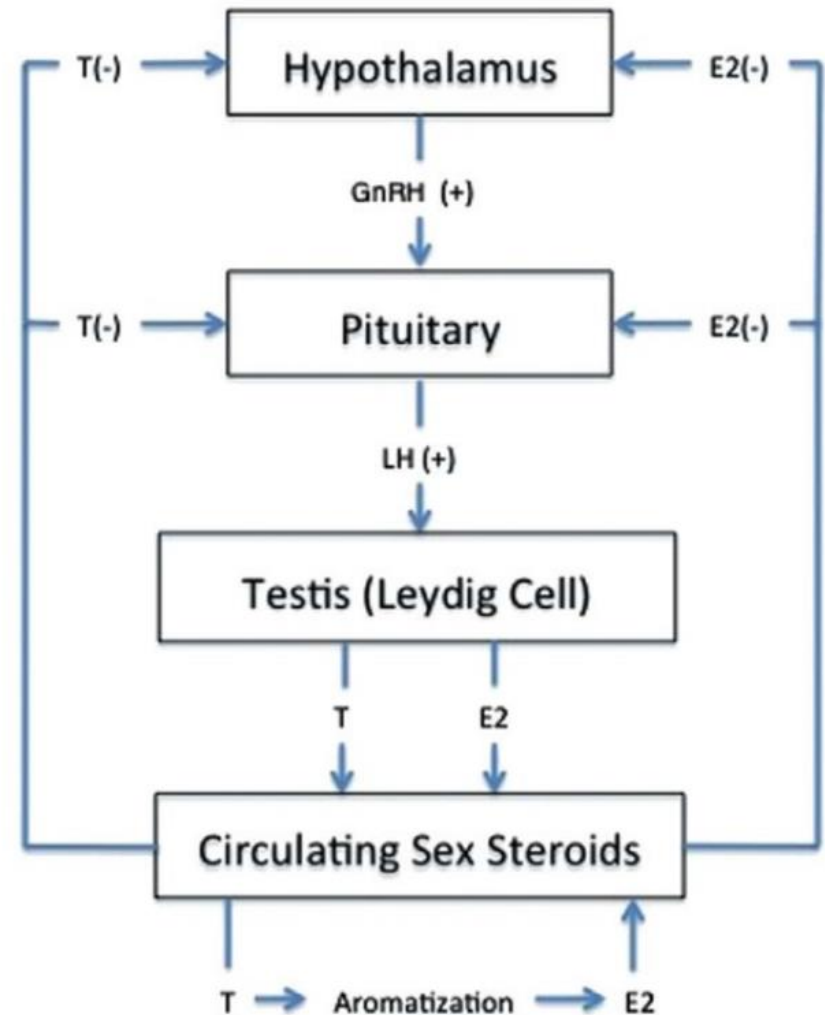 T(-) Hypothalamus E2(-)
GnRH (+)
T(-) Pituitary E2(-)
LH (+)
Testis (Leydig Cell)
T E2
Circulating Sex Steroids
T Aromatization E2